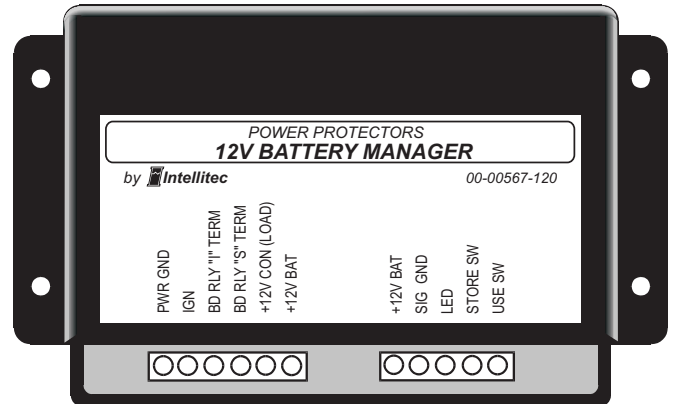 POWER PROTECTORS
12V BATTERY MANAGER
by Intellitec
00-00567-120
PWR GND
IGN
BD RLY "I" TERM
BD RLY "S" TERM
+12V CON (LOAD)
+12V BAT
+12V BAT
SIG GND
LED
STORE SW
USE SW